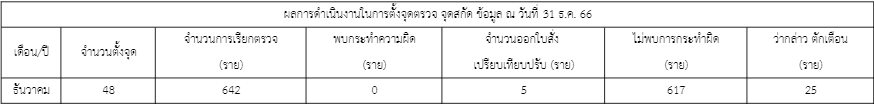 ผลการดำเนินงานในการตั้งจุดตรวจ จุดสกัด ข้อมูล ณ วันที่ 31 ธ.ค. 66
เดือน/ปี จำนวนตั้งจุด จำนวนการเรียกตรวจ (ราย) พบกระทำความผิด (ราย) จำนวนออกใบสั่ง เปรียบเทียบปรับ (ราย) ไม่พบการกระทำผิด (ราย) ว่ากล่าว ตักเตือน (ราย)
ธันวาคม 48 642 0 5 617 25